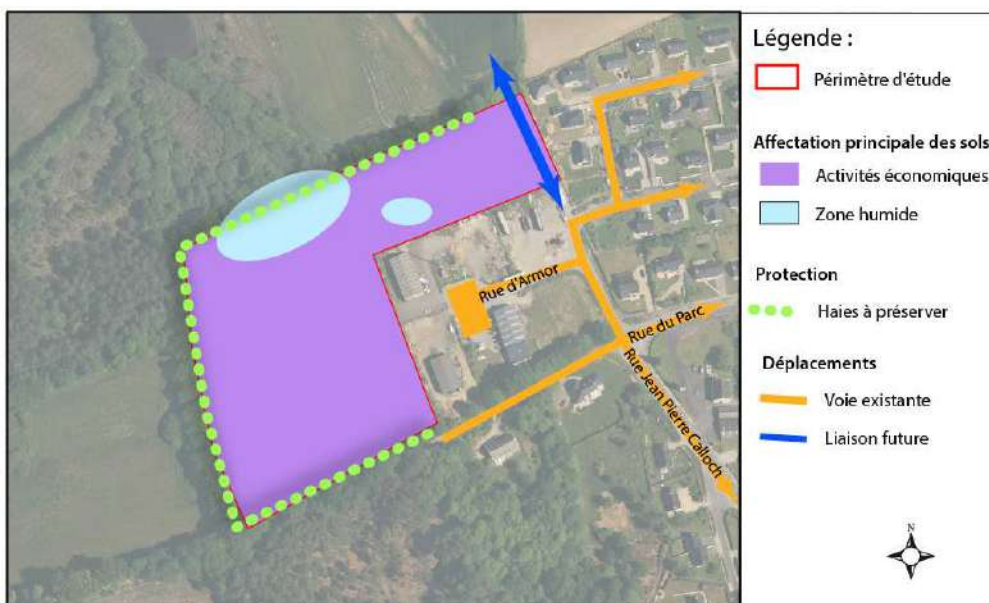 Légende :
Périmètre d'étude
Affectation principale des sols
Activités économiques
Zone humide
Protection
Haies à préserver
Déplacements
Voie existante
Liaison future
N
Rue d'Armor
Rue du Parc
Rue Jean Pierre Calloch